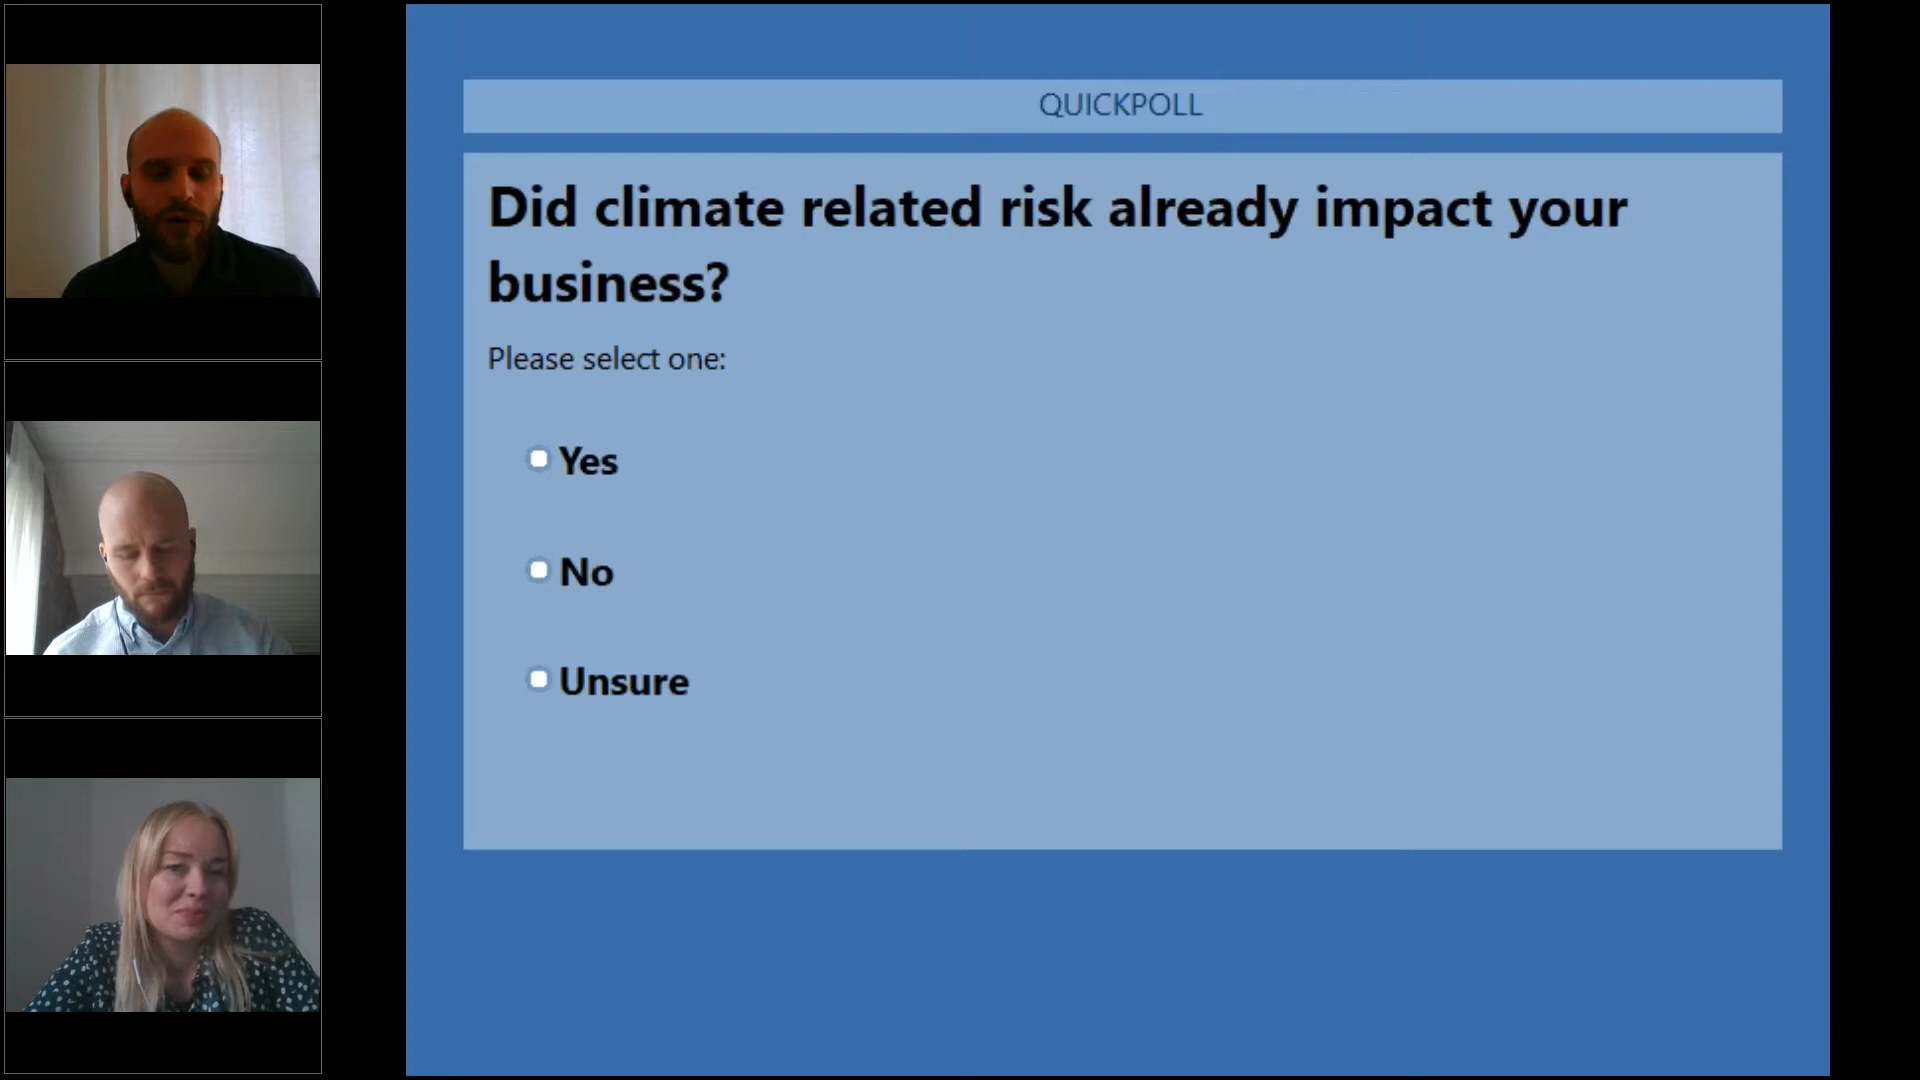 QUICKPOLL
Did climate related risk already impact your
business?
Please select one:
Yes
No
Unsure